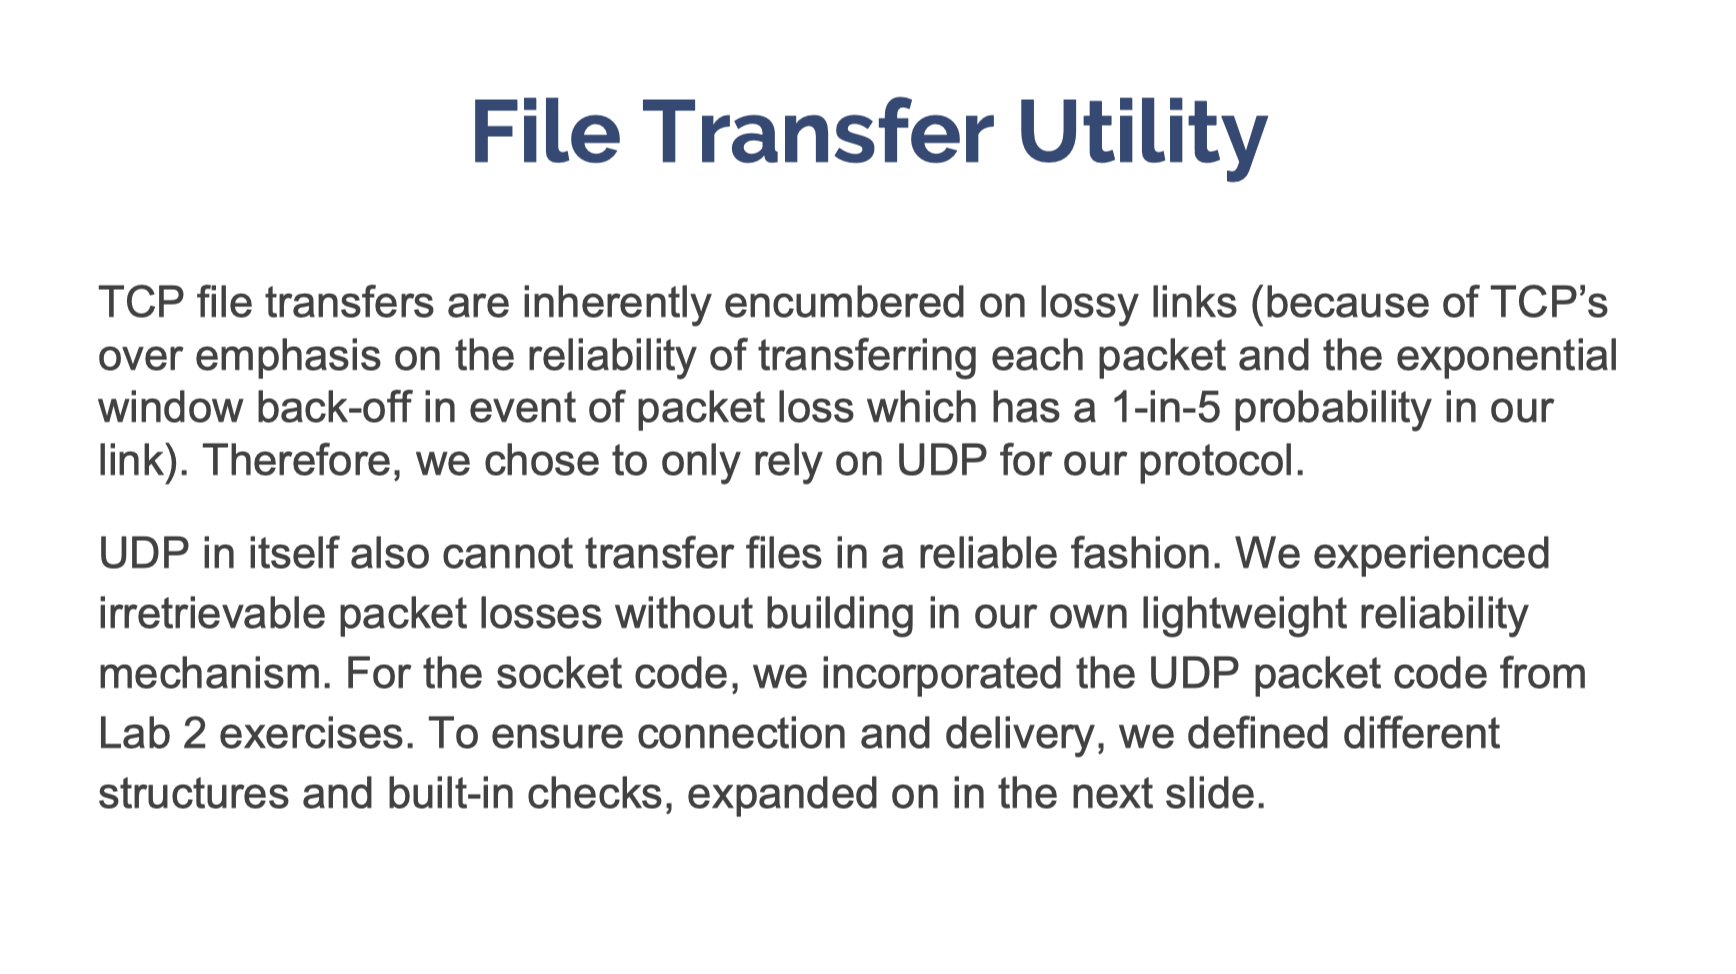 File Transfer Utility
TCP file transfers are inherently encumbered on lossy links (because of TCP’s
over emphasis on the reliability of transferring each packet and the exponential
window back-off in event of packet loss which has a 1-in-5 probability in our
link). Therefore, we chose to only rely on UDP for our protocol.
UDP in itself also cannot transfer files in a reliable fashion. We experienced
irretrievable packet losses without building in our own lightweight reliability
mechanism. For the socket code, we incorporated the UDP packet code from
Lab 2 exercises. To ensure connection and delivery, we defined different
structures and built-in checks, expanded on in the next slide.